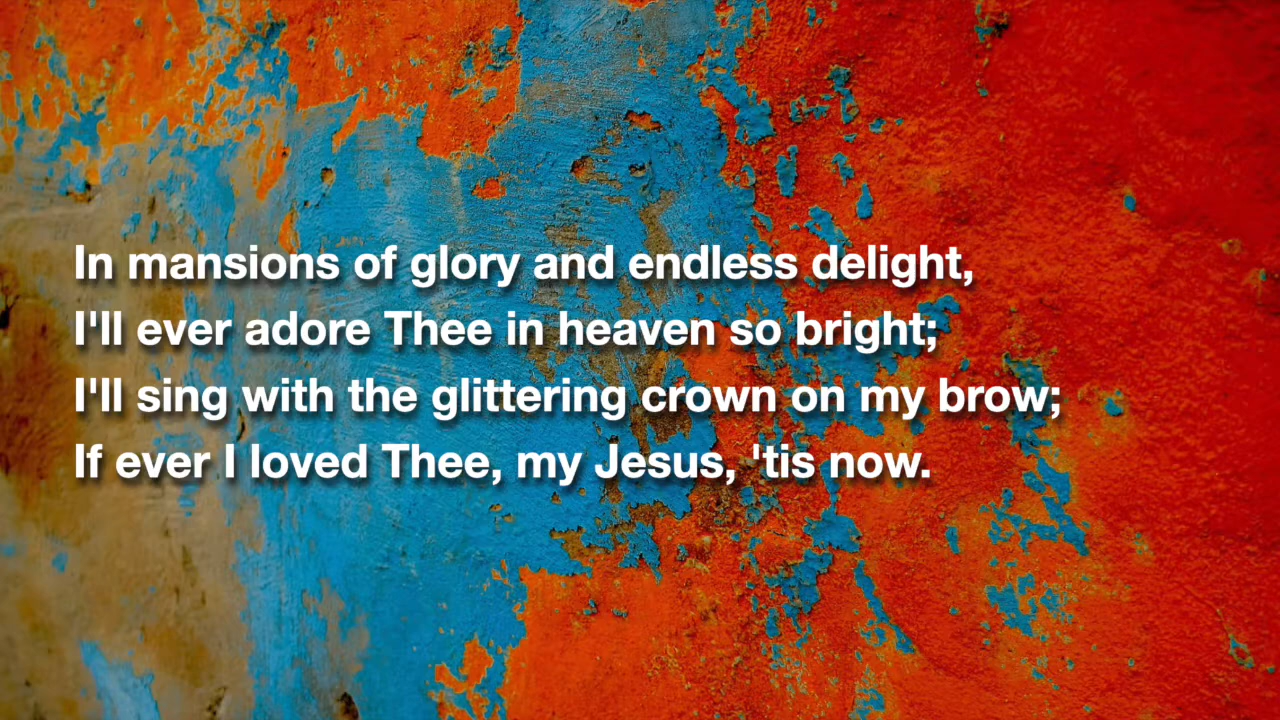 In mansions of glory and endless delight,
I'll ever adore Thee in heaven so bright;
I'll sing with the glittering crown on my brow;
If ever I loved Thee, my Jesus, 'tis now.